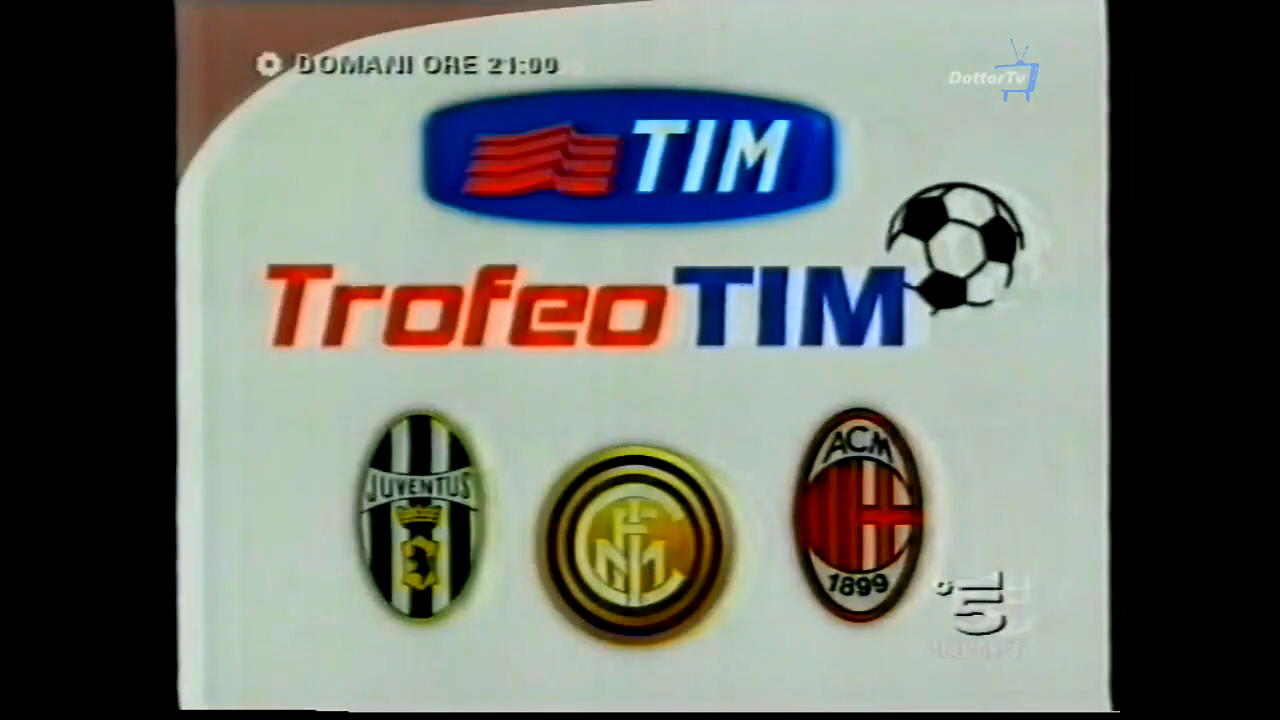 DOMANI ORE 21:00
DottorTv
TIM
TrofeoTIM
JUVENTUS
ACM
1899
5